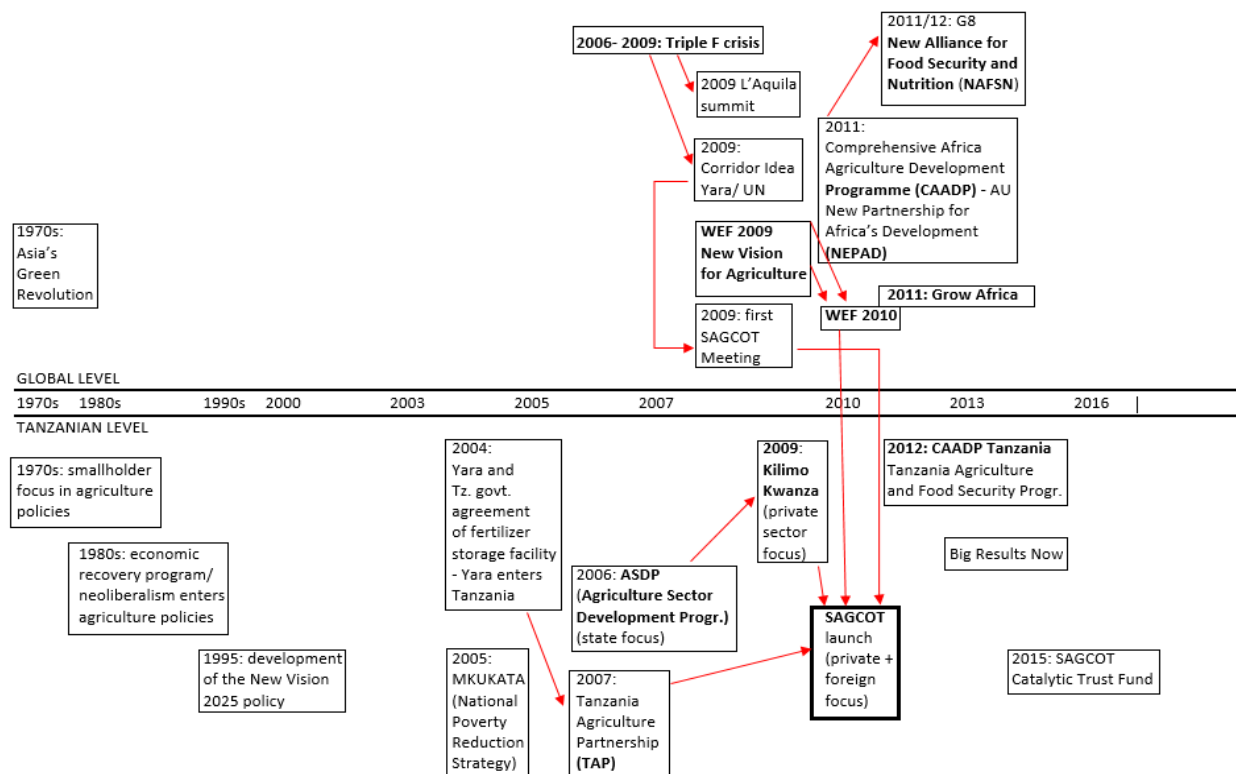 2006- 2009: Triple F crisis
2011/12: G8
New Alliance for
Food Security and
Nutrition (NAFSN)
2009 L’Aquila
summit
2009:
Corridor Idea
Yara/ UN
2011:
Comprehensive Africa
Agriculture Development
Programme (CAADP) - AU
New Partnership for
Africa’s Development
(NEPAD)
1970s:
Asia’s
Green
Revolution
WEF 2009
New Vision
for Agriculture
2011: Grow Africa
WEF 2010
2009: first
SAGCOT
Meeting
GLOBAL LEVEL
1970s 1980s 1990s 2000 2003 2005 2007 2010 2013 2016
TANZANIAN LEVEL
1970s: smallholder
focus in agriculture
policies
1980s: economic
recovery program/
neoliberalism enters
agriculture policies
1995: development
of the New Vision
2025 policy
2004:
Yara and
Tz. govt.
agreement
of fertilizer
storage facility
- Yara enters
Tanzania
2005:
MKUKATA
(National
Poverty
Reduction
Strategy)
2006: ASDP
(Agriculture Sector
Development Progr.)
(state focus)
2007:
Tanzania
Agriculture
Partnership
(TAP)
2009:
Kilimo
Kwanza
(private
sector
focus)
SAGCOT
launch
(private +
foreign
focus)
2012: CAADP Tanzania
Tanzania Agriculture
and Food Security Progr.
Big Results Now
2015: SAGCOT
Catalytic Trust Fund